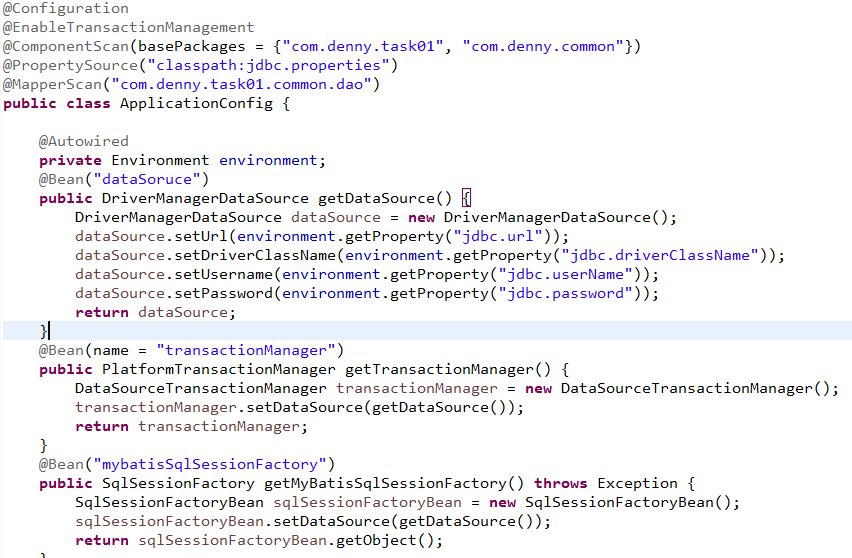 @Configuration
@EnableTransactionManagement
@ComponentScan(basePackages = {"com.denny.task01", "com.denny.common"})
@PropertySource("classpath:jdbc.properties")
@MapperScan("com.denny.task01.common.dao")
public class ApplicationConfig {
@Autowired
private Environment environment;
@Bean("dataSoruce")
public DriverManagerDataSource getDataSource() {
DriverManagerDataSource dataSource = new DriverManagerDataSource();
dataSource.setUrl(environment.getProperty("jdbc.url"));
dataSource.setDriverClassName(environment.getProperty("jdbc.driverClassName"));
dataSource.setUsername(environment.getProperty("jdbc.userName"));
dataSource.setPassword(environment.getProperty("jdbc.password"));
return dataSource;
}
@Bean(name = "transactionManager")
public PlatformTransactionManager getTransactionManager() {
DataSourceTransactionManager transactionManager = new DataSourceTransactionManager();
transactionManager.setDataSource(getDataSource());
return transactionManager;
}
@Bean("mybatisSqlSessionFactory")
public SqlSessionFactory getMyBatisSqlSessionFactory() throws Exception {
SqlSessionFactoryBean sqlSessionFactoryBean = new SqlSessionFactoryBean();
sqlSessionFactoryBean.setDataSource(getDataSource());
return sqlSessionFactoryBean.getObject();
}